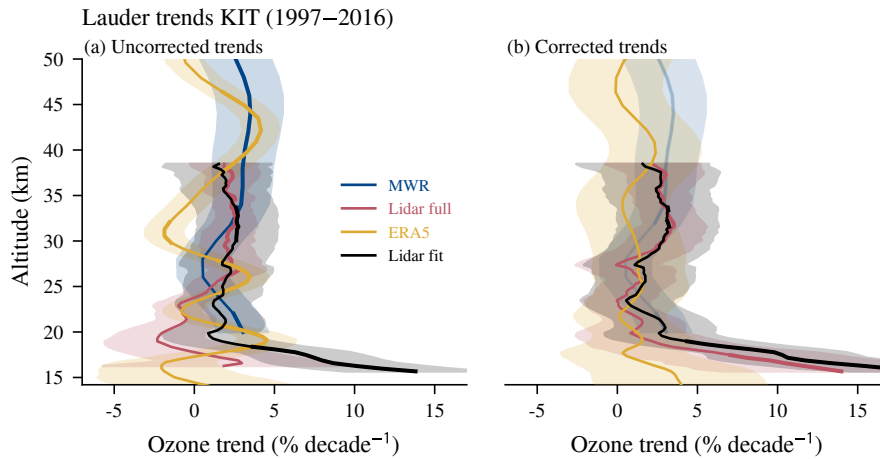 Lauder trends KIT (1997–2016)
(a) Uncorrected trends
(b) Corrected trends
50
45
40
35
30
25
20
15
Altitude (km)
MWR
Lidar full
ERA5
Lidar fit
-5 0 5 10 15
-5 0 5 10 15
Ozone trend (% decade⁻¹)
Ozone trend (% decade⁻¹)